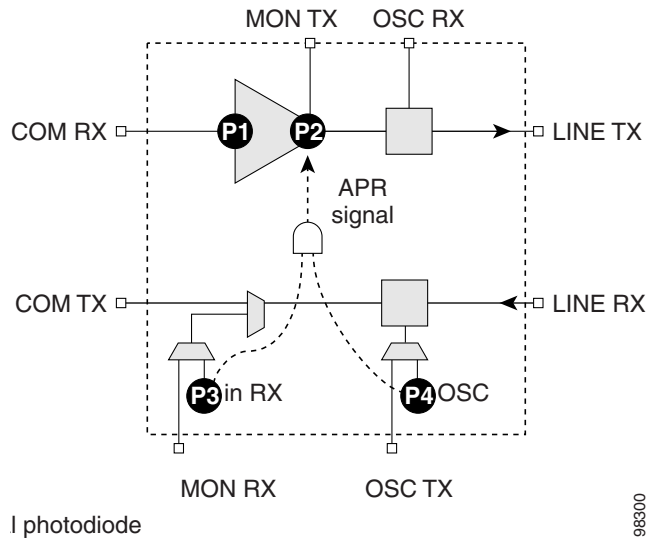 MON TX
OSC RX
COM RX
P1
P2
LINE TX
APR
signal
COM TX
LINE RX
P3
in RX
P4
OSC
MON RX
OSC TX
photodiode
98300